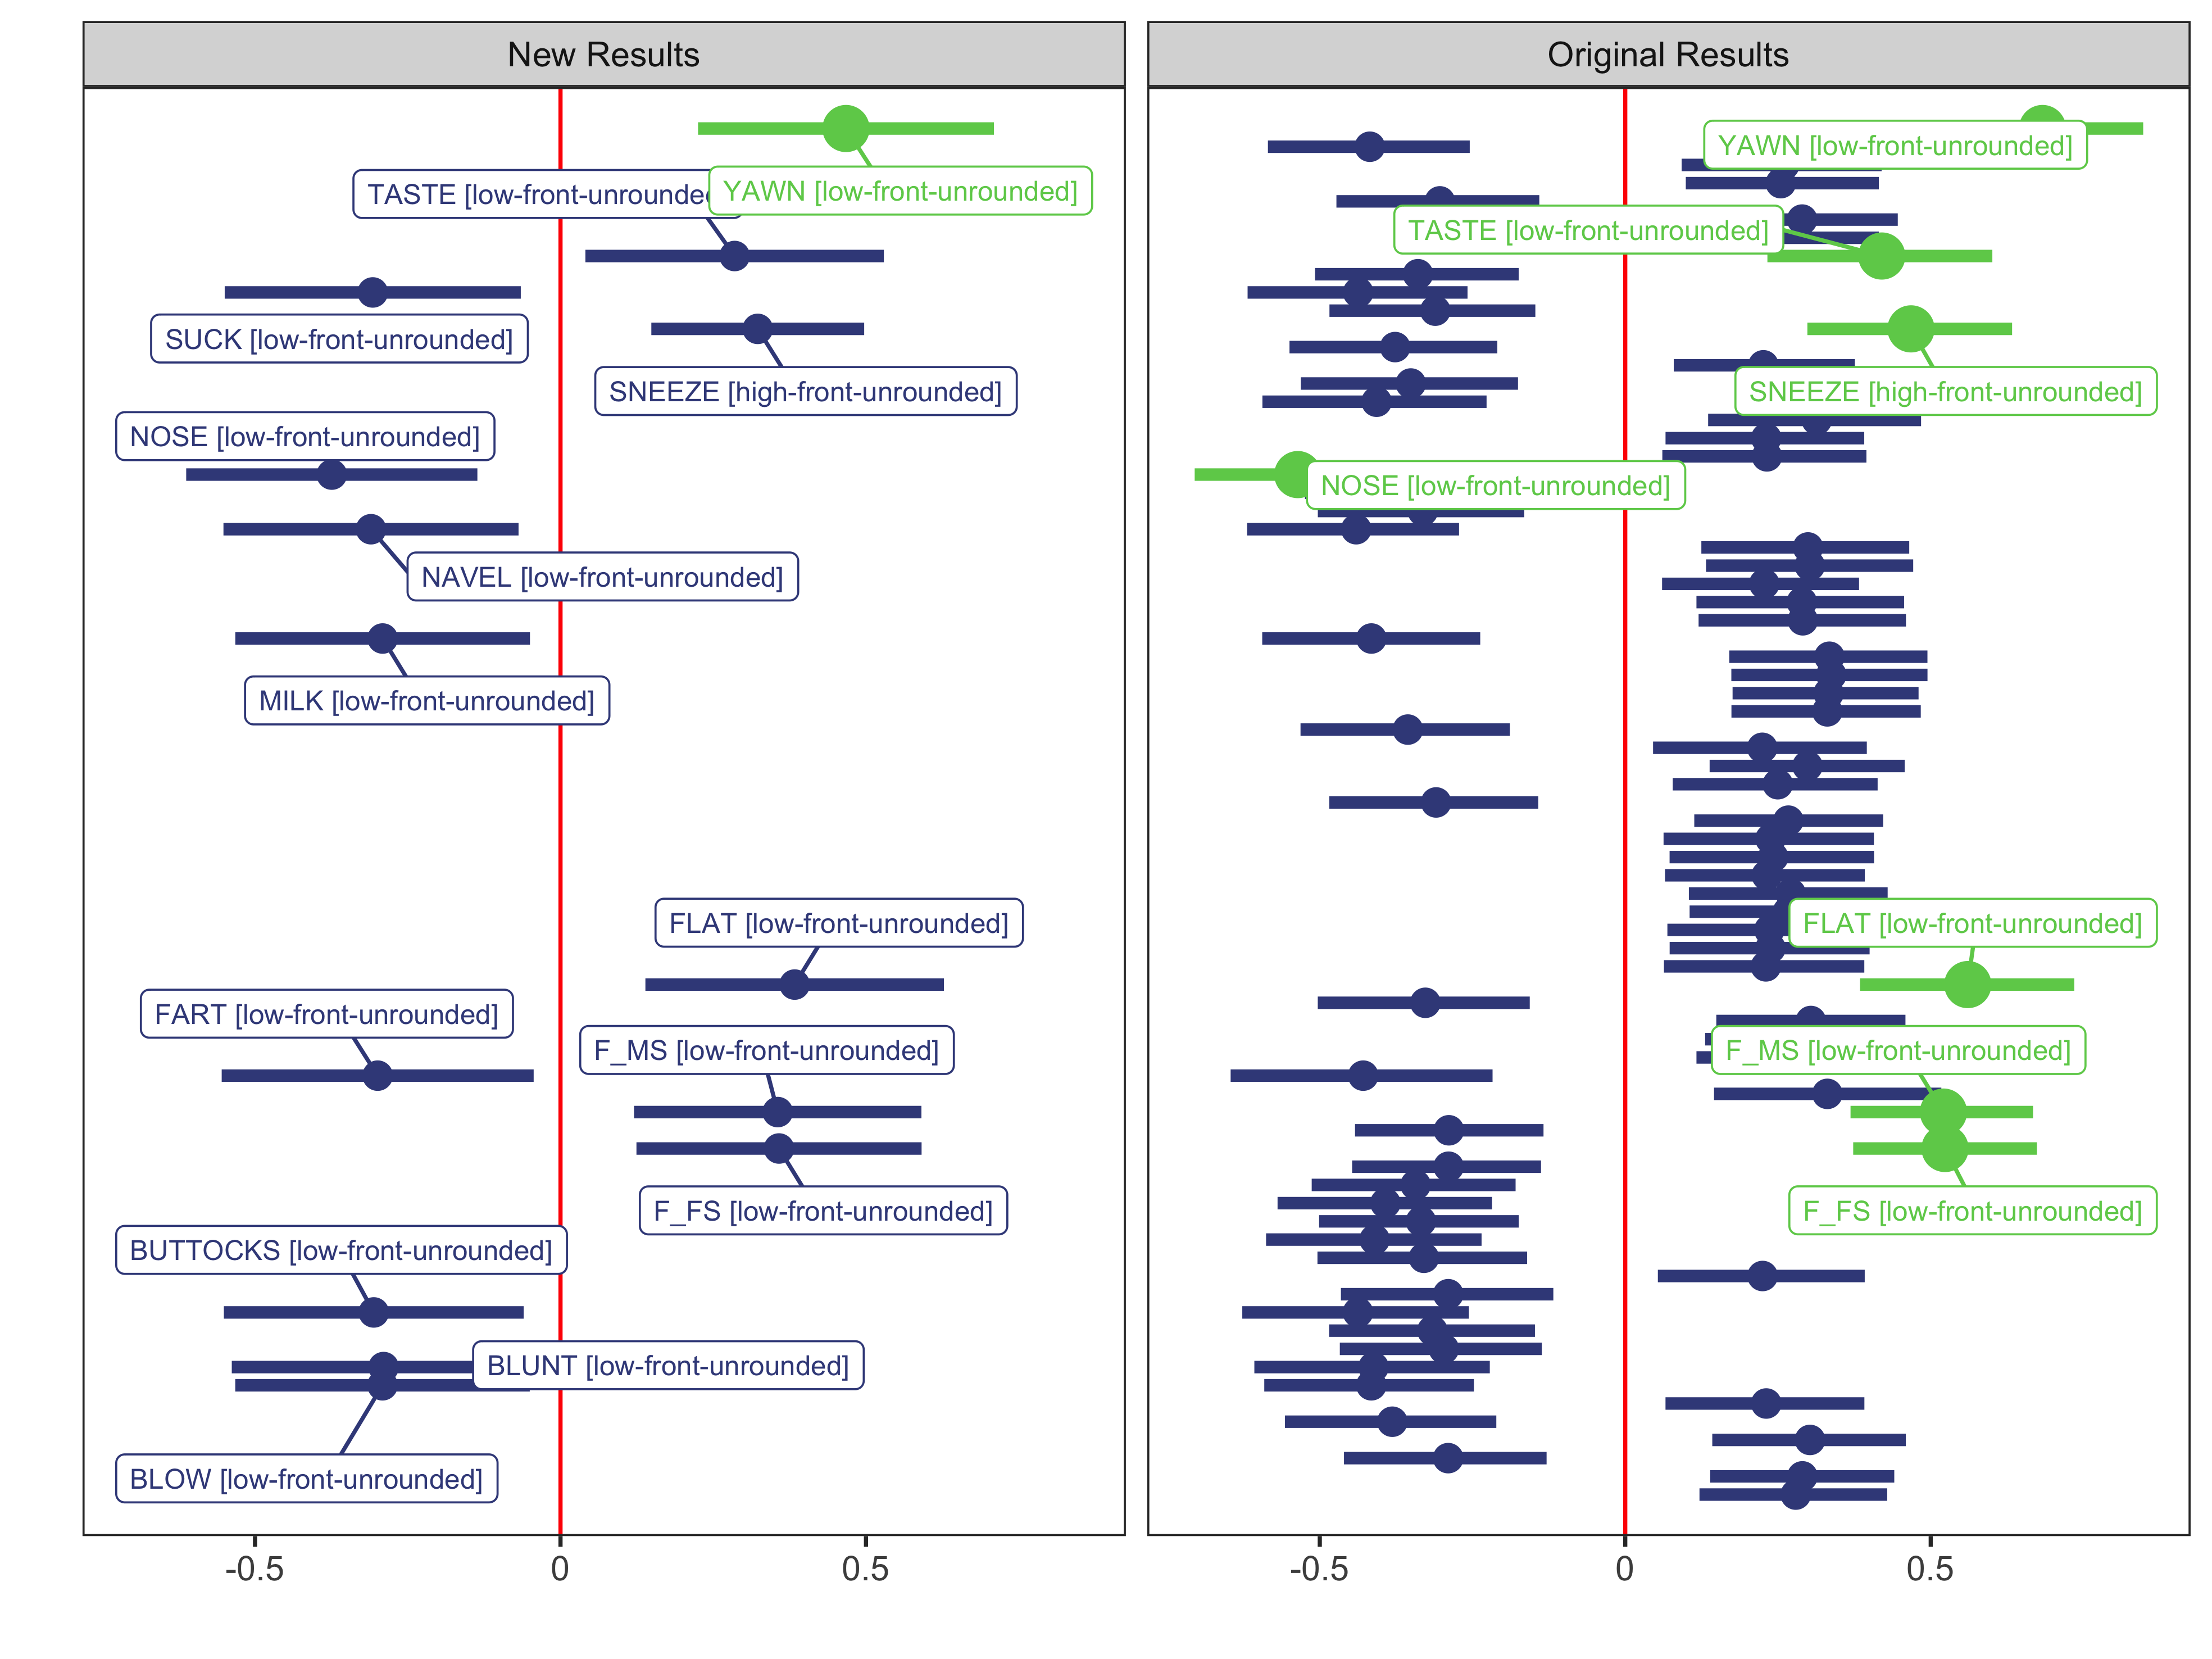 New Results
Original Results
YAWN [low-front-unrounded]
TASTE [low-front-unrounded
SUCK [low-front-unrounded]
SNEEZE [high-front-unrounded]
NOSE [low-front-unrounded]
NAVEL [low-front-unrounded]
MILK [low-front-unrounded]
FLAT [low-front-unrounded]
FART [low-front-unrounded]
F_MS [low-front-unrounded]
F_FS [low-front-unrounded]
BUTTOCKS [low-front-unrounded]
BLUNT [low-front-unrounded]
BLOW [low-front-unrounded]
-0.5 0 0.5
YAWN [low-front-unrounded]
TASTE [low-front-unrounded]
SNEEZE [high-front-unrounded]
NOSE [low-front-unrounded]
FLAT [low-front-unrounded]
F_MS [low-front-unrounded]
F_FS [low-front-unrounded]
-0.5 0 0.5